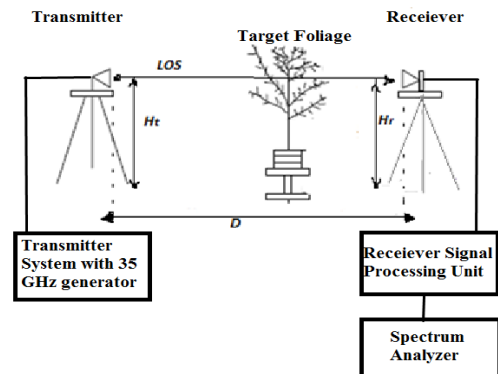 Transmitter
Receiever
Target Foliage
LOS
Ht
Hr
D
Transmitter
System with 35
GHz generator
Receiever Signal
Processing Unit
Spectrum
Analyzer